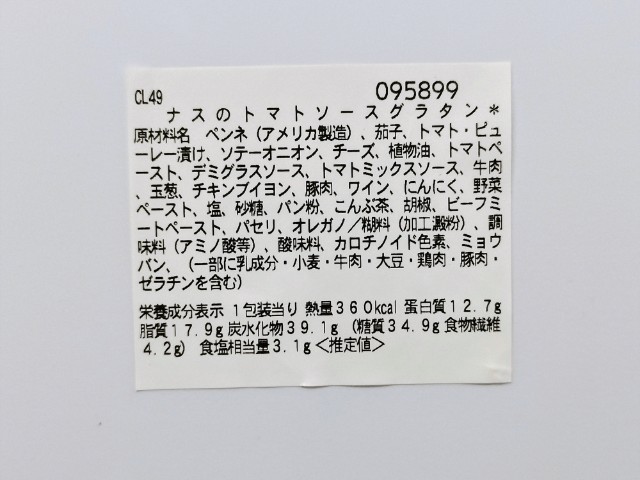 CL49 095899
ナスのトマトソースグラタン*
原材料名 ペンネ(アメリカ製造)、茄子、トマト・ピュ
ーレー漬け、ソテーオニオン、チーズ、植物油、トマトペ
ースト、デミグラスソース、トマトミックスソース、牛肉
、玉葱、チキンブイヨン、豚肉、ワイン、にんにく、野菜
ペースト、塩、砂糖、パン粉、こんぶ茶、胡椒、ビーフミ
ートペースト、パセリ、オレガノ/糊料(加工澱粉)、調
味料(アミノ酸等)、酸味料、カロチノイド色素、ミョウ
バン、(一部に乳成分・小麦・牛肉・大豆・鶏肉・豚肉・
ゼラチンを含む)
栄養成分表示 1包装当り 熱量360kcal 蛋白質12.7g
脂質17.9g 炭水化物39.1g (糖質34.9g 食物繊維
4.2g) 食塩相当量3.1g<推定値>